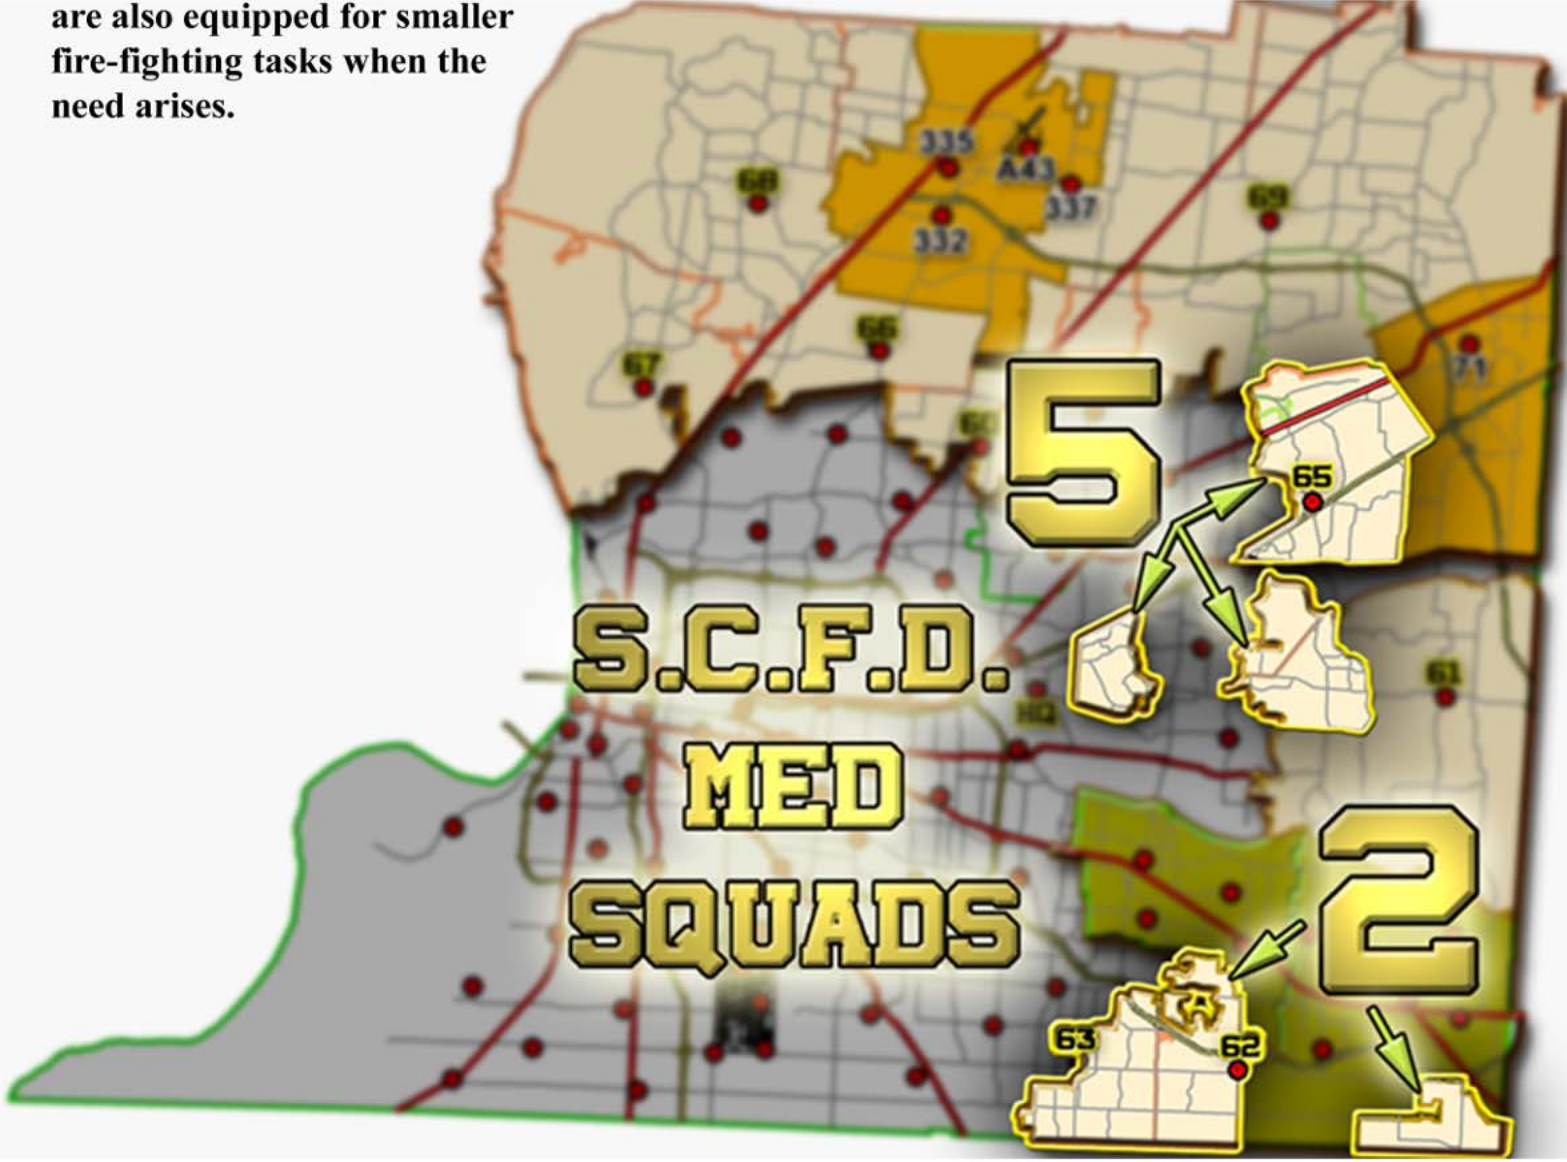 are also equipped for smaller
fire-fighting tasks when the
need arises.
335
A43
68
337
69
332
66
67
71
5
65
S.C.F.D.
61
HQ
MED
2
SQUADS
A
63
62